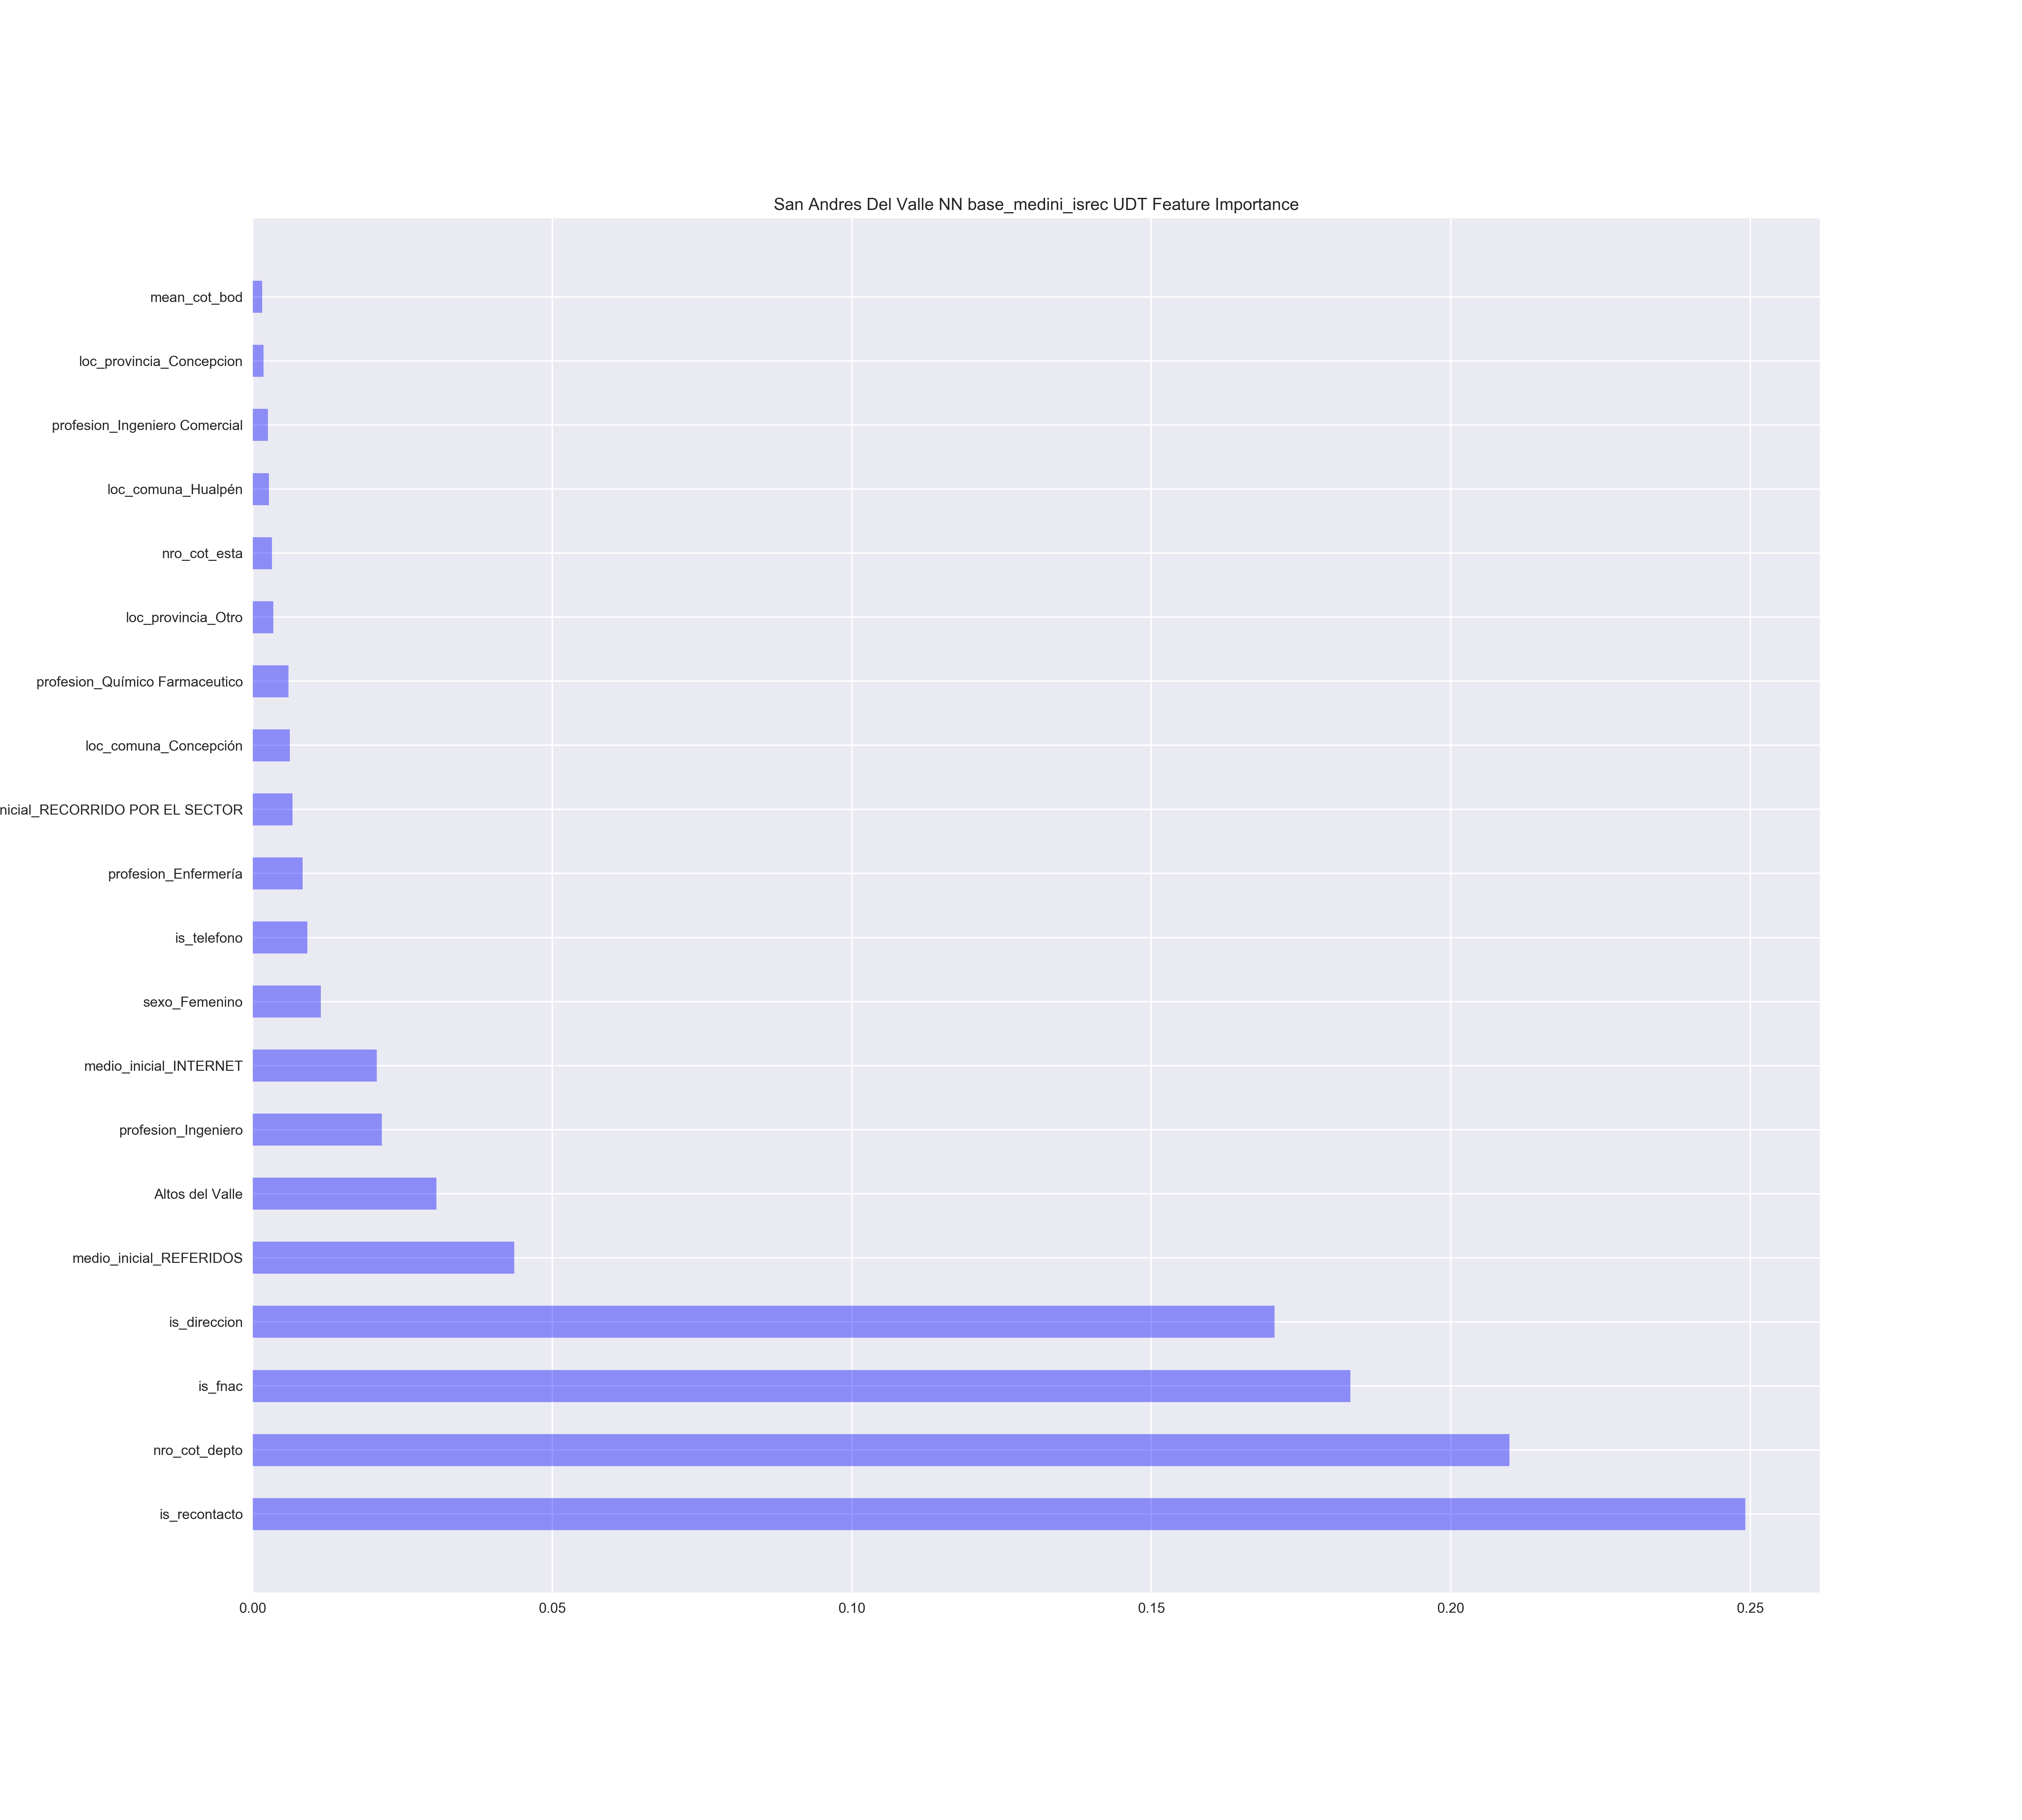 San Andres Del Valle NN base_medini_isrec UDT Feature Importance
mean_cot_bod
loc_provincia_Concepcion
profesion_Ingeniero Comercial
loc_comuna_Hualpén
nro_cot_esta
loc_provincia_Otro
profesion_Químico Farmaceutico
loc_comuna_Concepción
nicial_RECORRIDO POR EL SECTOR
profesion_Enfermería
is_telefono
sexo_Femenino
medio_inicial_INTERNET
profesion_Ingeniero
Altos del Valle
medio_inicial_REFERIDOS
is_direccion
is_fnac
nro_cot_depto
is_recontacto
0.00 0.05 0.10 0.15 0.20 0.25